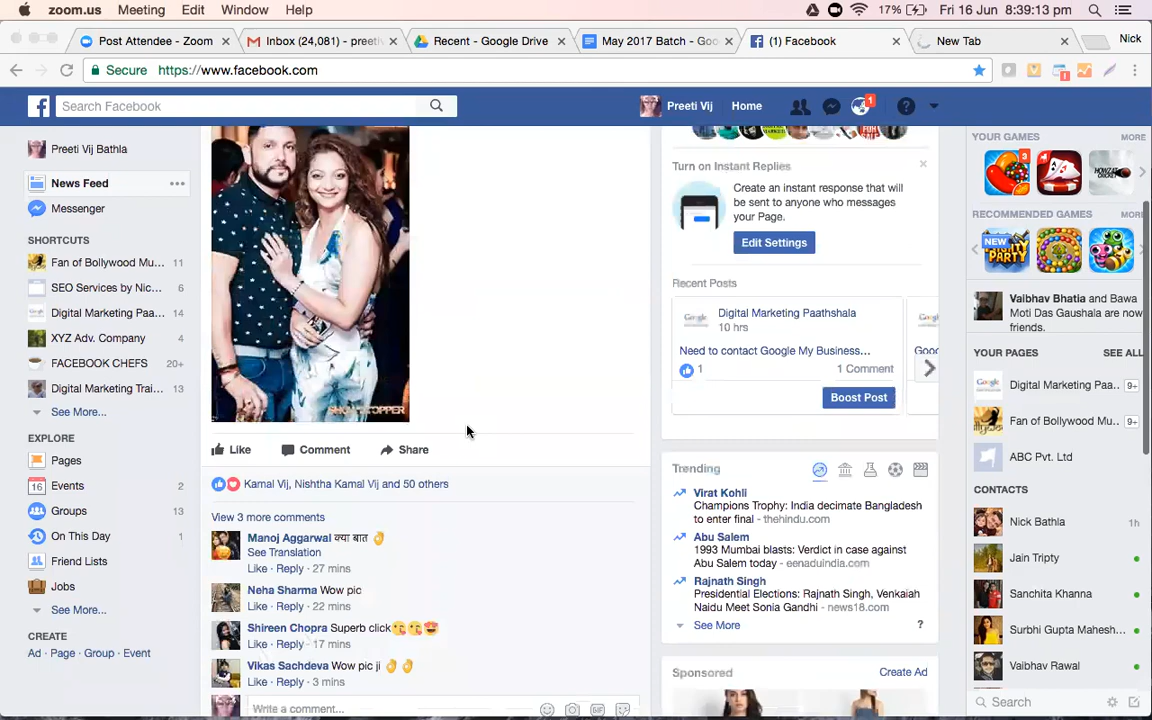 zoom.us Meeting Edit Window Help 17% Fri 16 Jun 8:39:13 pm
Post Attendee - Zoom Inbox (24,081) - preeti Recent - Google Drive May 2017 Batch - Goo (1) Facebook New Tab Nick
Secure https://www.facebook.com
Search Facebook Preeti Vij Home 1
Preeti Vij Bathla
News Feed
Messenger
SHORTCUTS
Fan of Bollywood Mu... 11
SEO Services by Nic... 6
Digital Marketing Paa... 14
XYZ Adv. Company 4
FACEBOOK CHEFS 20+
Digital Marketing Trai... 13
See More...
EXPLORE
Pages
16 Events 2
Groups 13
On This Day 1
Friend Lists
Jobs
See More...
CREATE
Ad · Page · Group · Event
Like Comment Share
Kamal Vij, Nishtha Kamal Vij and 50 others
View 3 more comments
Manoj Aggarwal क्या बात 👌
See Translation
Like · Reply · 27 mins
Neha Sharma Wow pic
Like · Reply · 22 mins
Shireen Chopra Superb click😘😘😍
Like · Reply · 17 mins
Vikas Sachdeva Wow pic ji 👌👌
Like · Reply · 3 mins
Write a comment...
GIF
FOR SALE
Turn on Instant Replies
Create an instant response that will
be sent to anyone who messages
your Page.
Edit Settings
Recent Posts
Google
Digital Marketing Paathshala
10 hrs
Need to contact Google My Business...
1 1 Comment
Boost Post
Trending
Virat Kohli
Champions Trophy: India decimate Bangladesh
to enter final - thehindu.com
Abu Salem
1993 Mumbai blasts: Verdict in case against
Abu Salem today - eenaduindia.com
Rajnath Singh
Presidential Elections: Rajnath Singh, Venkaiah
Naidu Meet Sonia Gandhi - news18.com
See More ?
Sponsored Create Ad
YOUR GAMES MORE
3
HOWZAT CRICKET
RECOMMENDED GAMES MORE
NEW PARTY
Vaibhav Bhatia and Bawa
Moti Das Gaushala are now
friends.
YOUR PAGES SEE ALL
Google Digital Marketing Paa.. 9+
Fan of Bollywood Mu.. 9+
ABC Pvt. Ltd
CONTACTS
Nick Bathla 1h
Jain Tripty
Sanchita Khanna
Surbhi Gupta Mahesh...
Vaibhav Rawal
Search